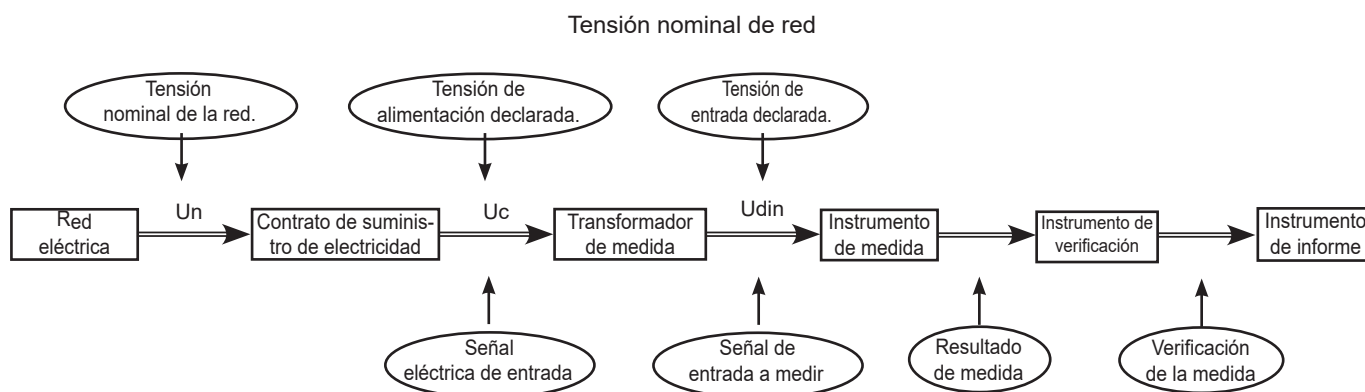 Tensión nominal de red
Tensión
nominal de la red.
Tensión de
alimentación declarada.
Tensión de
entrada declarada.
Red
eléctrica
Un
Contrato de suminis-
tro de electricidad
Uc
Transformador
de medida
Udin
Instrumento
de medida
Instrumento de
verificación
Instrumento
de informe
Señal
eléctrica de entrada
Señal de
entrada a medir
Resultado
de medida
Verificación
de la medida